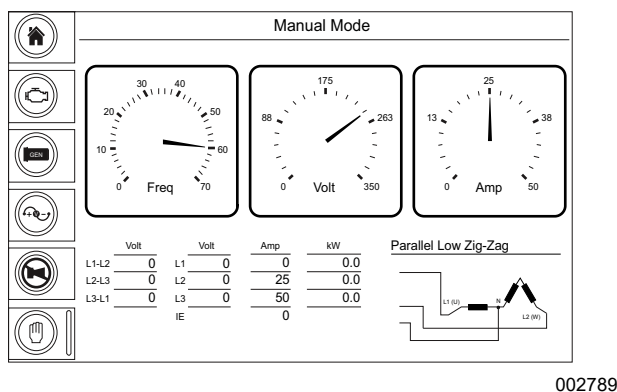 Manual Mode
0 10 20 30 40 50 60 70
Freq
0 88 175 263 350
Volt
0 13 25 38 50
Amp
GEN
Volt Volt Amp kW
L1-L2 0 L1 0 0 0.0
L2-L3 0 L2 0 25 0.0
L3-L1 0 L3 0 50 0.0
IE 0
Parallel Low Zig-Zag
L1 (U) N
L2 (W)
002789